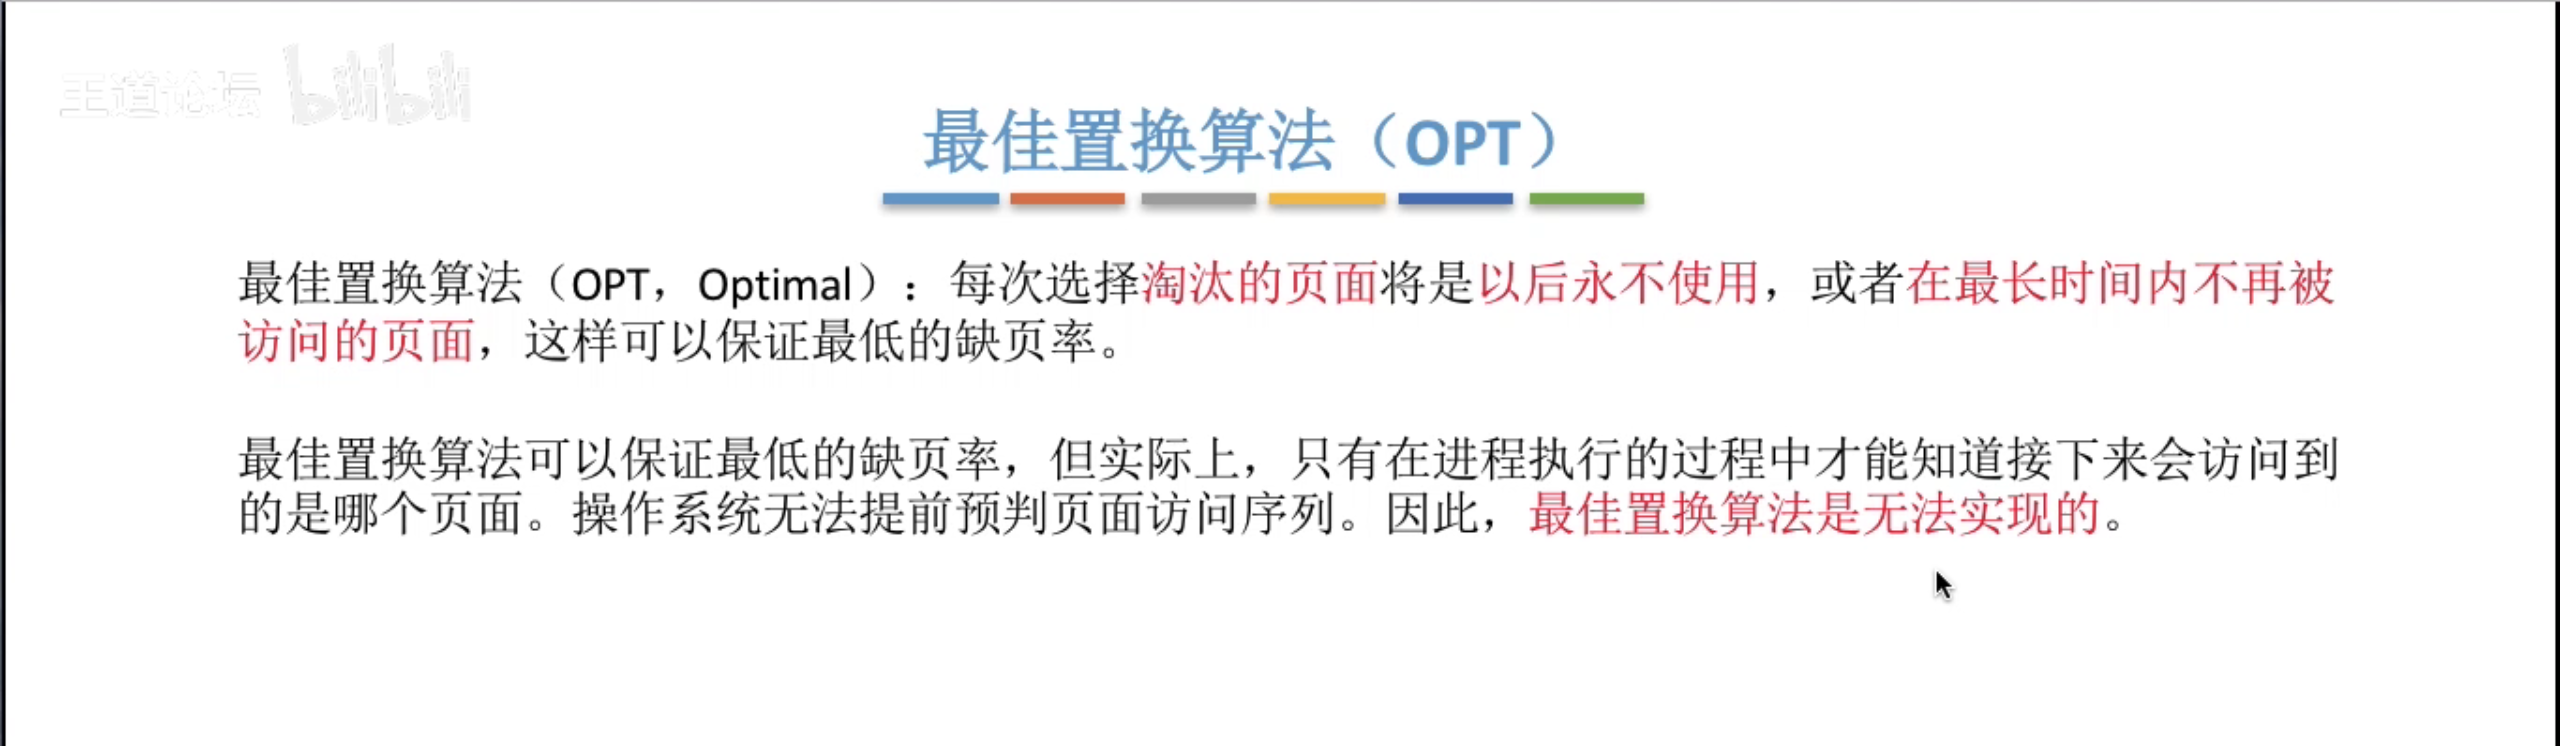 王道论坛 bilibili
最佳置换算法（OPT）
最佳置换算法（OPT，Optimal）：每次选择淘汰的页面将是以后永不使用，或者在最长时间内不再被
访问的页面，这样可以保证最低的缺页率。
最佳置换算法可以保证最低的缺页率，但实际上，只有在进程执行的过程中才能知道接下来会访问到
的是哪个页面。操作系统无法提前预判页面访问序列。因此，最佳置换算法是无法实现的。